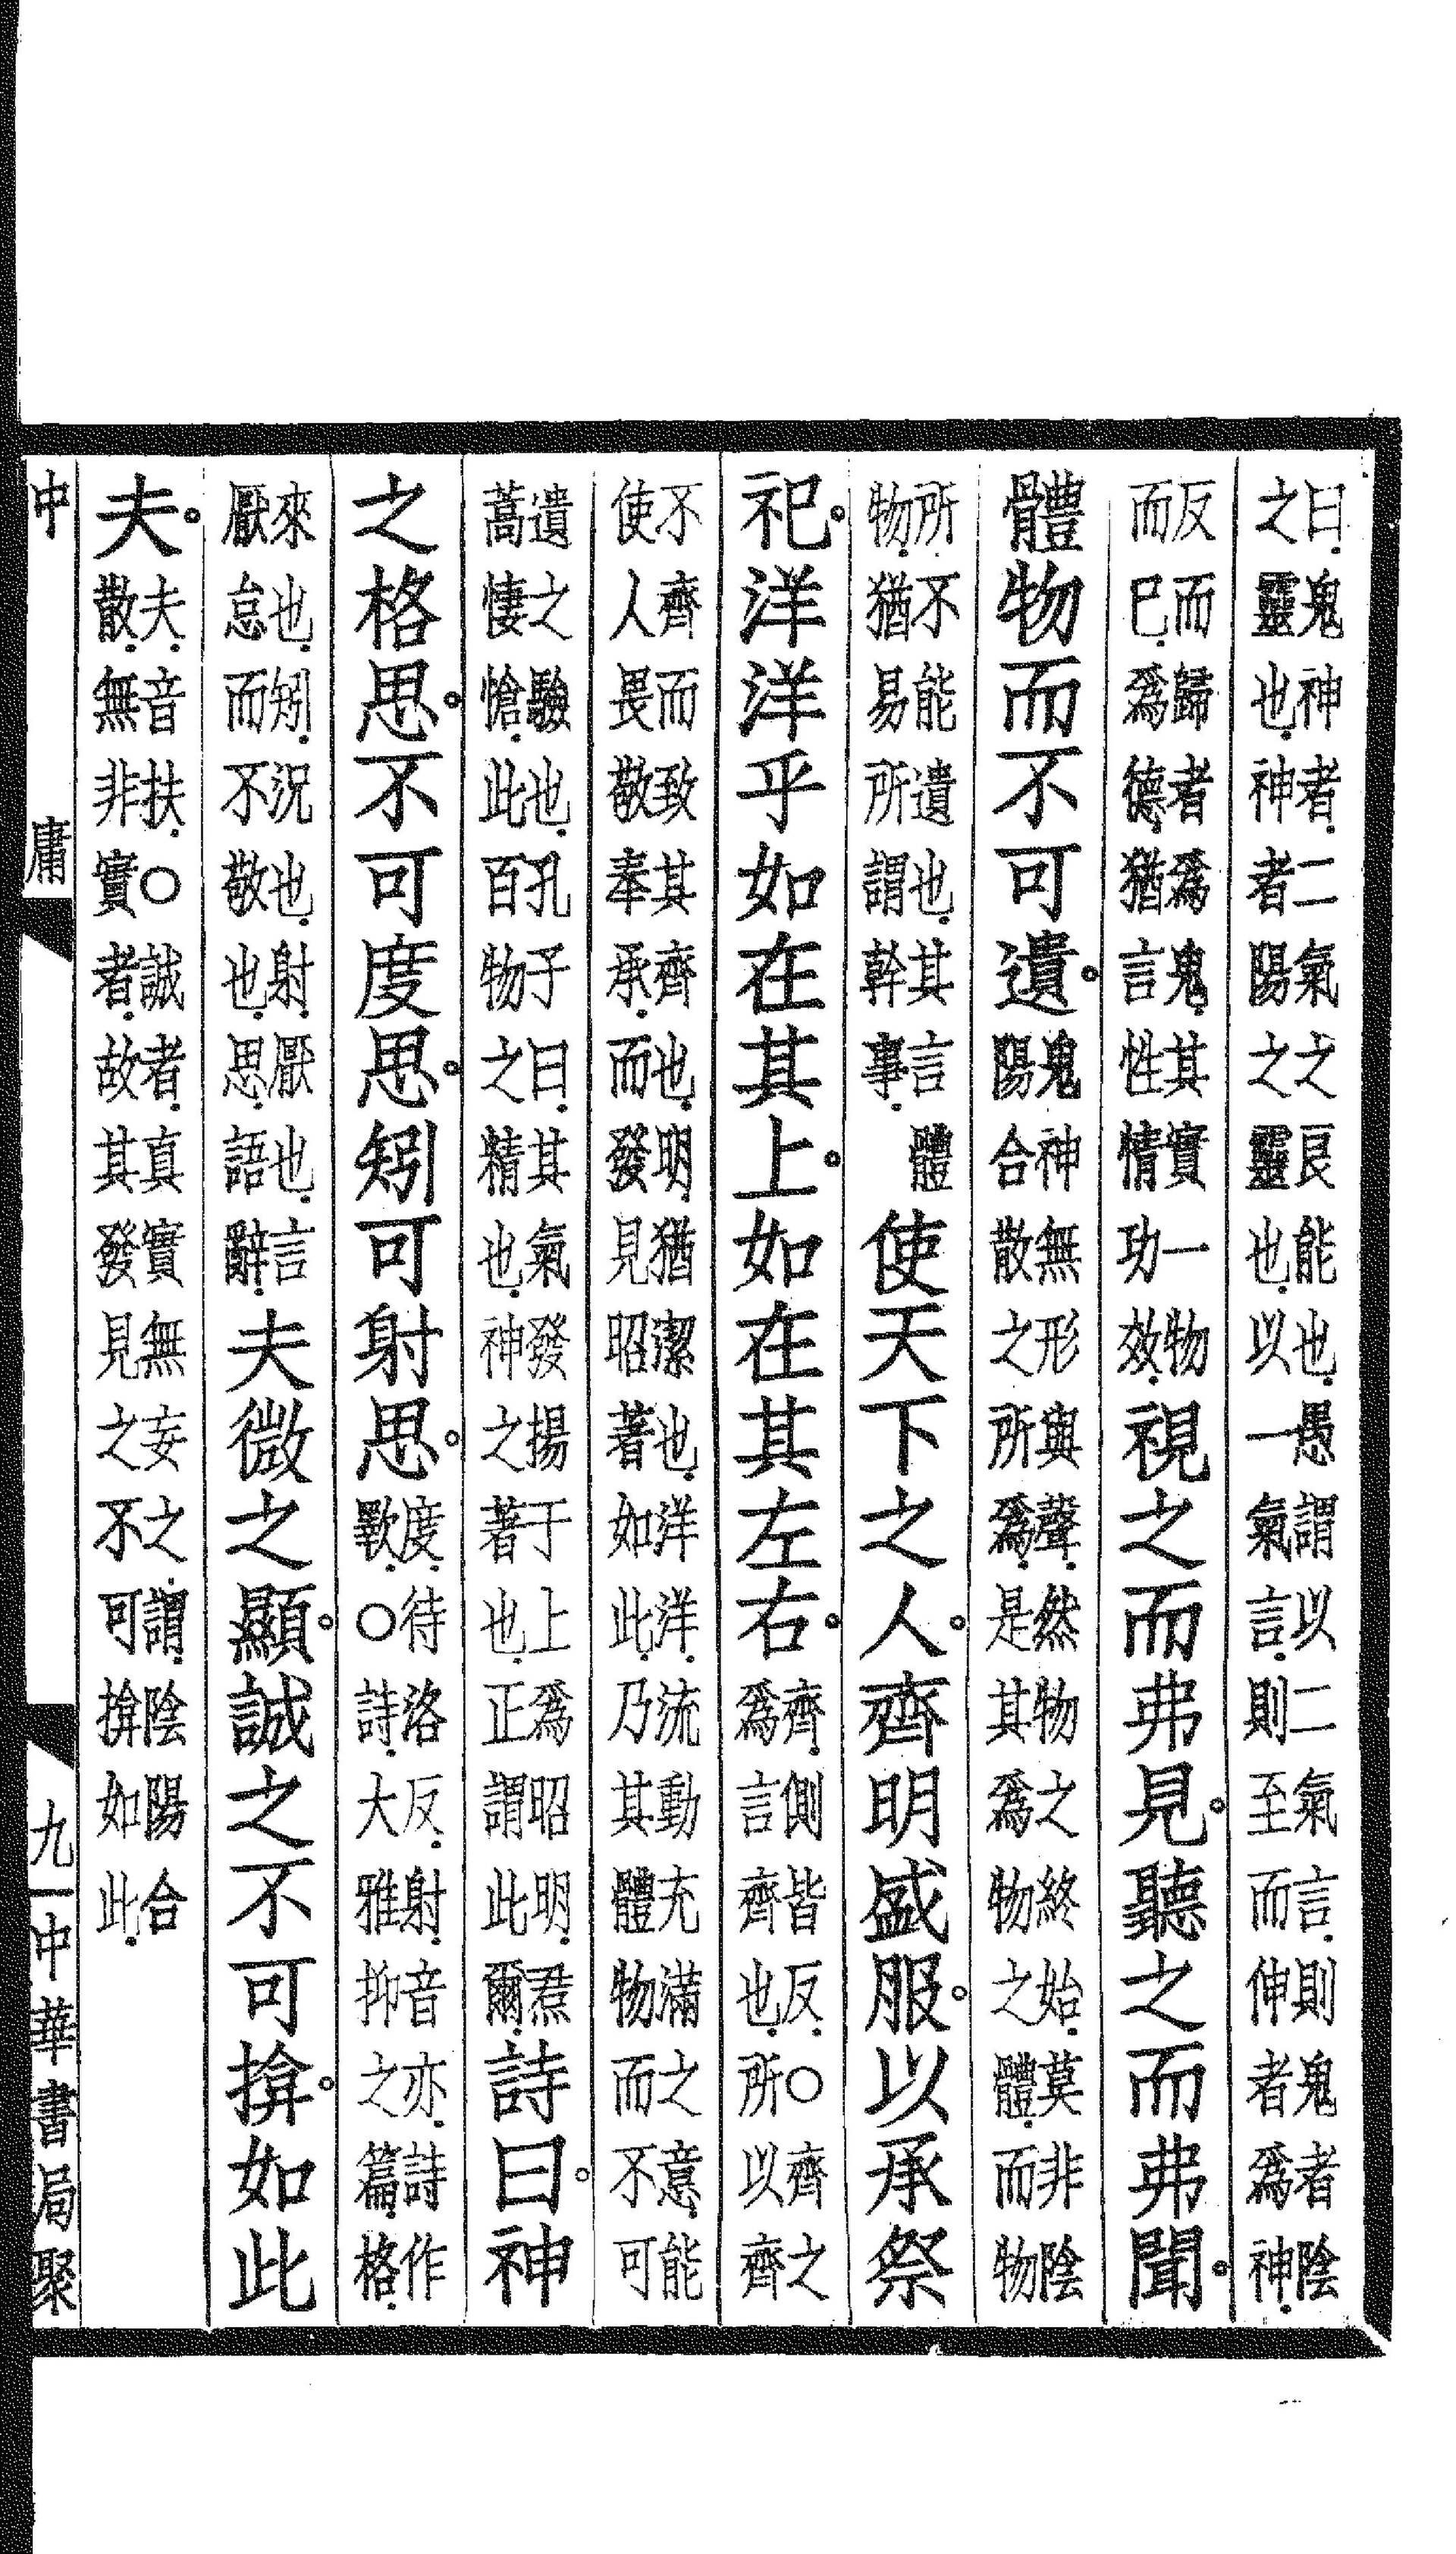 曰。鬼神者。二氣之良能也。愚謂以二氣言。則鬼者陰
之靈也。神者陽之靈也。以一氣言。則至而伸者爲神。
反而歸者爲鬼。其實一物
而已。爲德。猶言性情功效。
視之而弗見。聽之而弗聞。
體物而不可遺。
鬼神無形與聲。然物之終始。莫非陰
陽合散之所爲。是其爲物之體。而物
所不能遺也。其言體
物。猶易所謂幹事。
使天下之人。齊明盛服。以承祭
祀。洋洋乎如在其上。如在其左右。
齊。側皆反。○齊之
爲言齊也。所以齊
不齊而致其齊也。明。猶潔也。洋洋。流動充滿之意。能
使人畏敬奉承。而發見昭著如此。乃其體物而不可
遺之驗也。孔子曰。其氣發揚于上爲昭明。焄
蒿悽愴。此百物之精也。神之著也。正謂此爾。
詩曰。神
之格思。不可度思。矧可射思。
度。待洛反。射音亦。詩作
斁。○詩。大雅抑之篇。格。
來也。矧。況也。射。厭也。言
厭怠而不敬也。思。語辭。
夫微之顯。誠之不可揜。如此
夫。
夫。音扶。○誠者。真實無妄之謂。陰陽合
散。無非實者。故其發見之不可揜如此。
中庸
九
中華書局聚